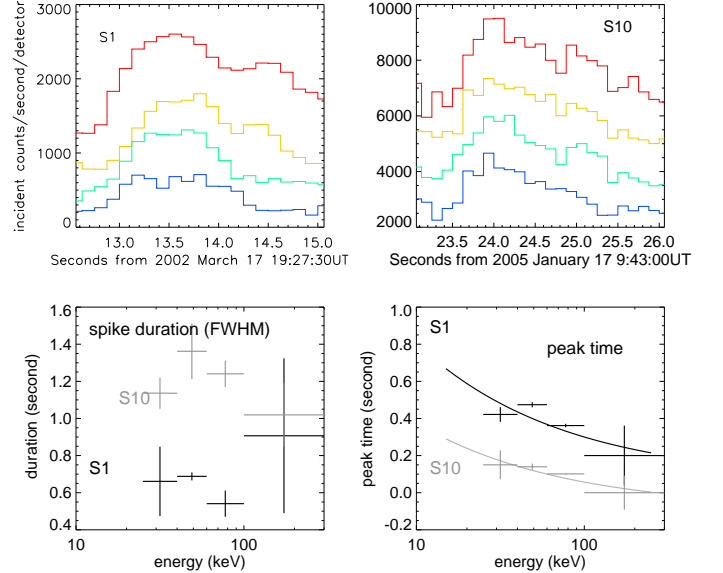 3000
2000
1000
0
incident counts/second/detector
S1
13.0 13.5 14.0 14.5 15.0
Seconds from 2002 March 17 19:27:30UT
10000
8000
6000
4000
2000
S10
23.5 24.0 24.5 25.0 25.5 26.0
Seconds from 2005 January 17 9:43:00UT
1.6
1.4
1.2
1.0
0.8
0.6
0.4
duration (second)
spike duration (FWHM)
S10
S1
10 100
energy (keV)
1.0
0.8
0.6
0.4
0.2
0.0
-0.2
peak time (second)
S1
peak time
S10
10 100
energy (keV)